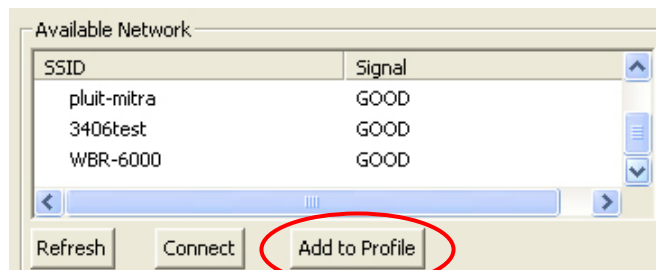 Available Network
SSID Signal
pluit-mitra GOOD
3406test GOOD
WBR-6000 GOOD
Refresh Connect Add to Profile